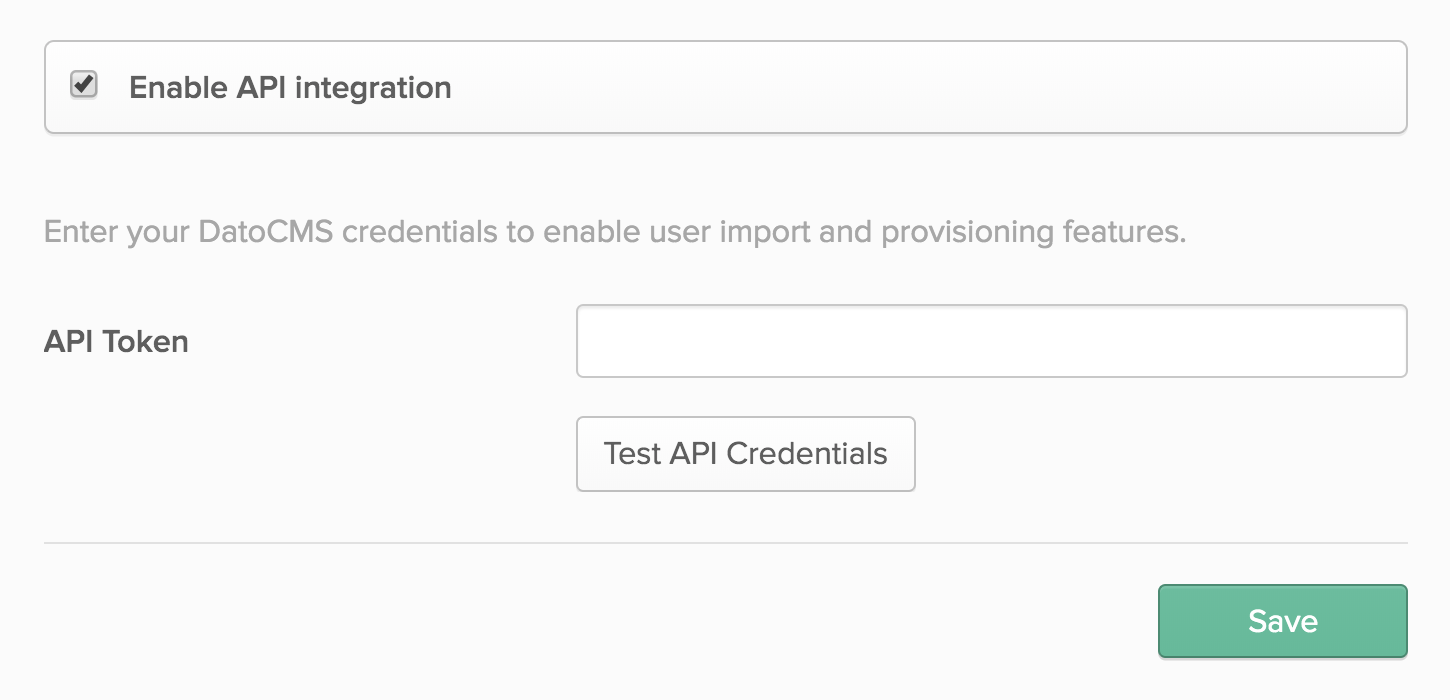 Enable API integration
Enter your DatoCMS credentials to enable user import and provisioning features.
API Token
Test API Credentials
Save